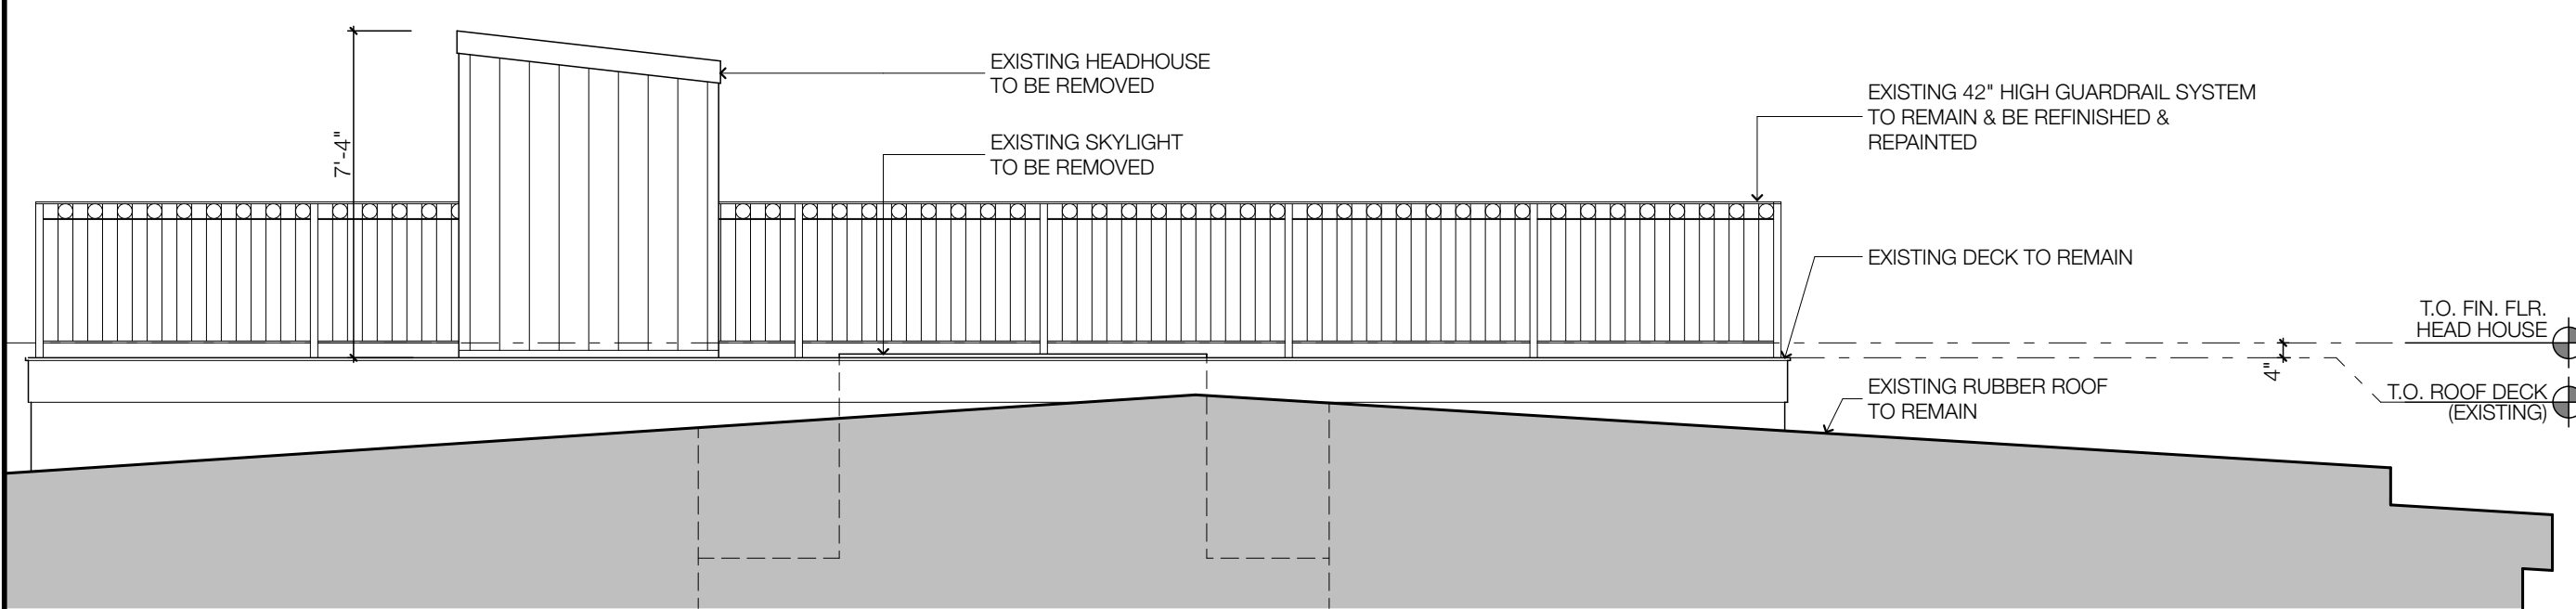 7'-4"
EXISTING HEADHOUSE
TO BE REMOVED
EXISTING SKYLIGHT
TO BE REMOVED
EXISTING 42" HIGH GUARDRAIL SYSTEM
TO REMAIN & BE REFINISHED &
REPAINTED
EXISTING DECK TO REMAIN
EXISTING RUBBER ROOF
TO REMAIN
T.O. FIN. FLR.
HEAD HOUSE
4"
T.O. ROOF DECK
(EXISTING)